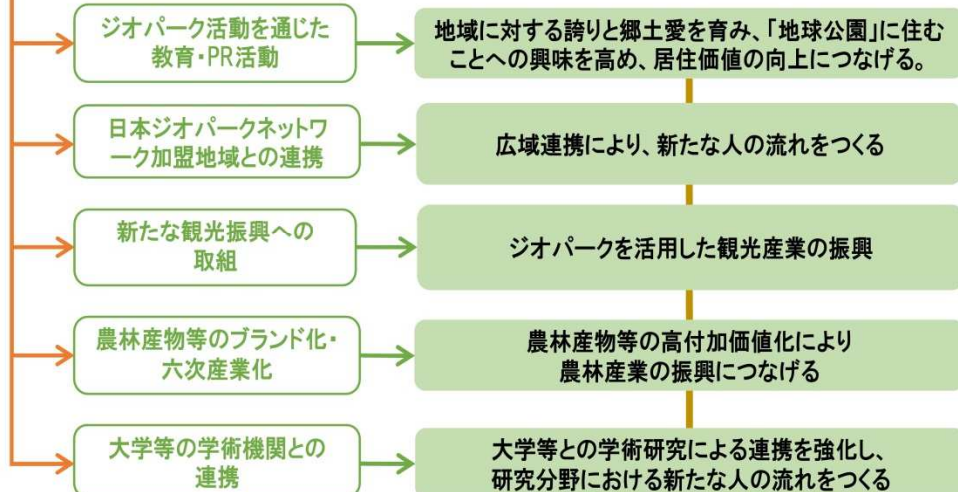 ジオパーク活動を通じた
教育・PR活動
地域に対する誇りと郷土愛を育み、「地球公園」に住む
ことへの興味を高め、居住価値の向上につなげる。
日本ジオパークネットワ
ーク加盟地域との連携
広域連携により、新たな人の流れをつくる
新たな観光振興への
取組
ジオパークを活用した観光産業の振興
農林産物等のブランド化・
六次産業化
農林産物等の高付加価値化により
農林産業の振興につなげる
大学等の学術機関との
連携
大学等との学術研究による連携を強化し、
研究分野における新たな人の流れをつくる